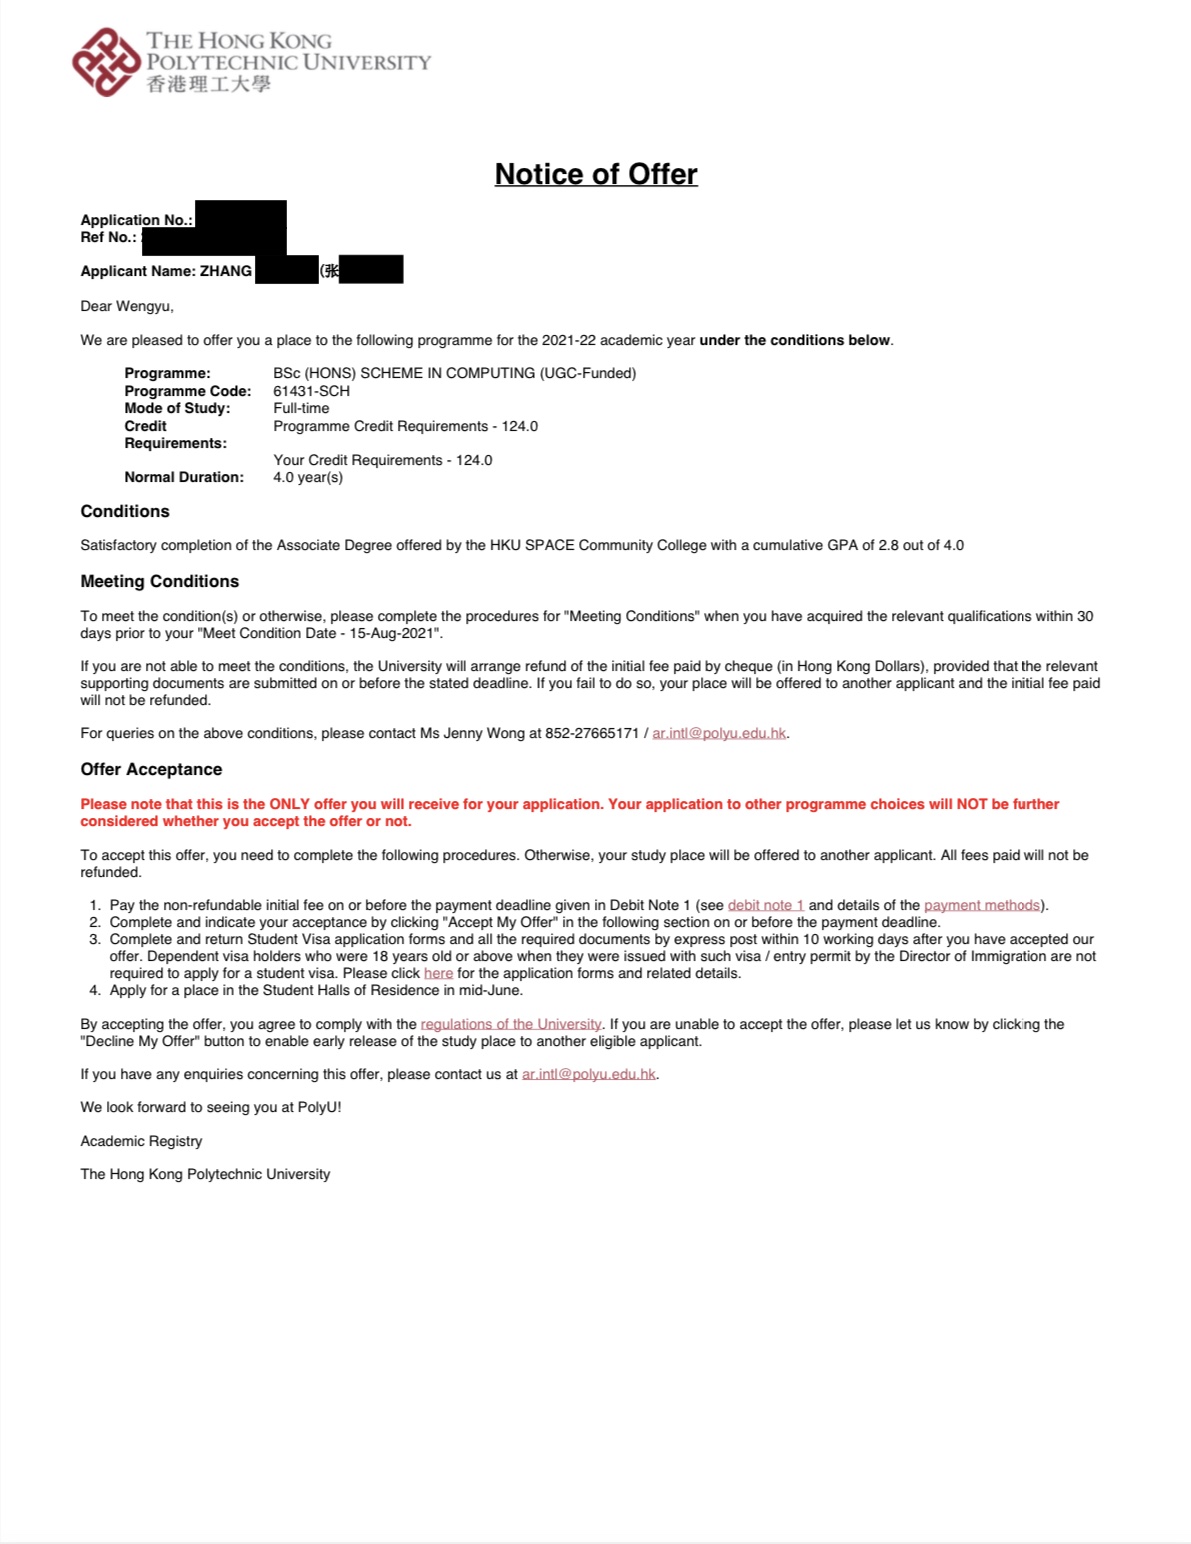 THE HONG KONG
POLYTECHNIC UNIVERSITY
香港理工大學
Notice of Offer
Application No.:
Ref No.:
Applicant Name: ZHANG (张
Dear Wengyu,
We are pleased to offer you a place to the following programme for the 2021-22 academic year under the conditions below.
Programme: BSc (HONS) SCHEME IN COMPUTING (UGC-Funded)
Programme Code: 61431-SCH
Mode of Study: Full-time
Credit Programme Credit Requirements - 124.0
Requirements:
Your Credit Requirements - 124.0
Normal Duration: 4.0 year(s)
Conditions
Satisfactory completion of the Associate Degree offered by the HKU SPACE Community College with a cumulative GPA of 2.8 out of 4.0
Meeting Conditions
To meet the condition(s) or otherwise, please complete the procedures for "Meeting Conditions" when you have acquired the relevant qualifications within 30
days prior to your "Meet Condition Date - 15-Aug-2021".
If you are not able to meet the conditions, the University will arrange refund of the initial fee paid by cheque (in Hong Kong Dollars), provided that the relevant
supporting documents are submitted on or before the stated deadline. If you fail to do so, your place will be offered to another applicant and the initial fee paid
will not be refunded.
For queries on the above conditions, please contact Ms Jenny Wong at 852-27665171 / ar.intl@polyu.edu.hk.
Offer Acceptance
Please note that this is the ONLY offer you will receive for your application. Your application to other programme choices will NOT be further
considered whether you accept the offer or not.
To accept this offer, you need to complete the following procedures. Otherwise, your study place will be offered to another applicant. All fees paid will not be
refunded.
1. Pay the non-refundable initial fee on or before the payment deadline given in Debit Note 1 (see debit note 1 and details of the payment methods).
2. Complete and indicate your acceptance by clicking "Accept My Offer" in the following section on or before the payment deadline.
3. Complete and return Student Visa application forms and all the required documents by express post within 10 working days after you have accepted our
offer. Dependent visa holders who were 18 years old or above when they were issued with such visa / entry permit by the Director of Immigration are not
required to apply for a student visa. Please click here for the application forms and related details.
4. Apply for a place in the Student Halls of Residence in mid-June.
By accepting the offer, you agree to comply with the regulations of the University. If you are unable to accept the offer, please let us know by clicking the
"Decline My Offer" button to enable early release of the study place to another eligible applicant.
If you have any enquiries concerning this offer, please contact us at ar.intl@polyu.edu.hk.
We look forward to seeing you at PolyU!
Academic Registry
The Hong Kong Polytechnic University